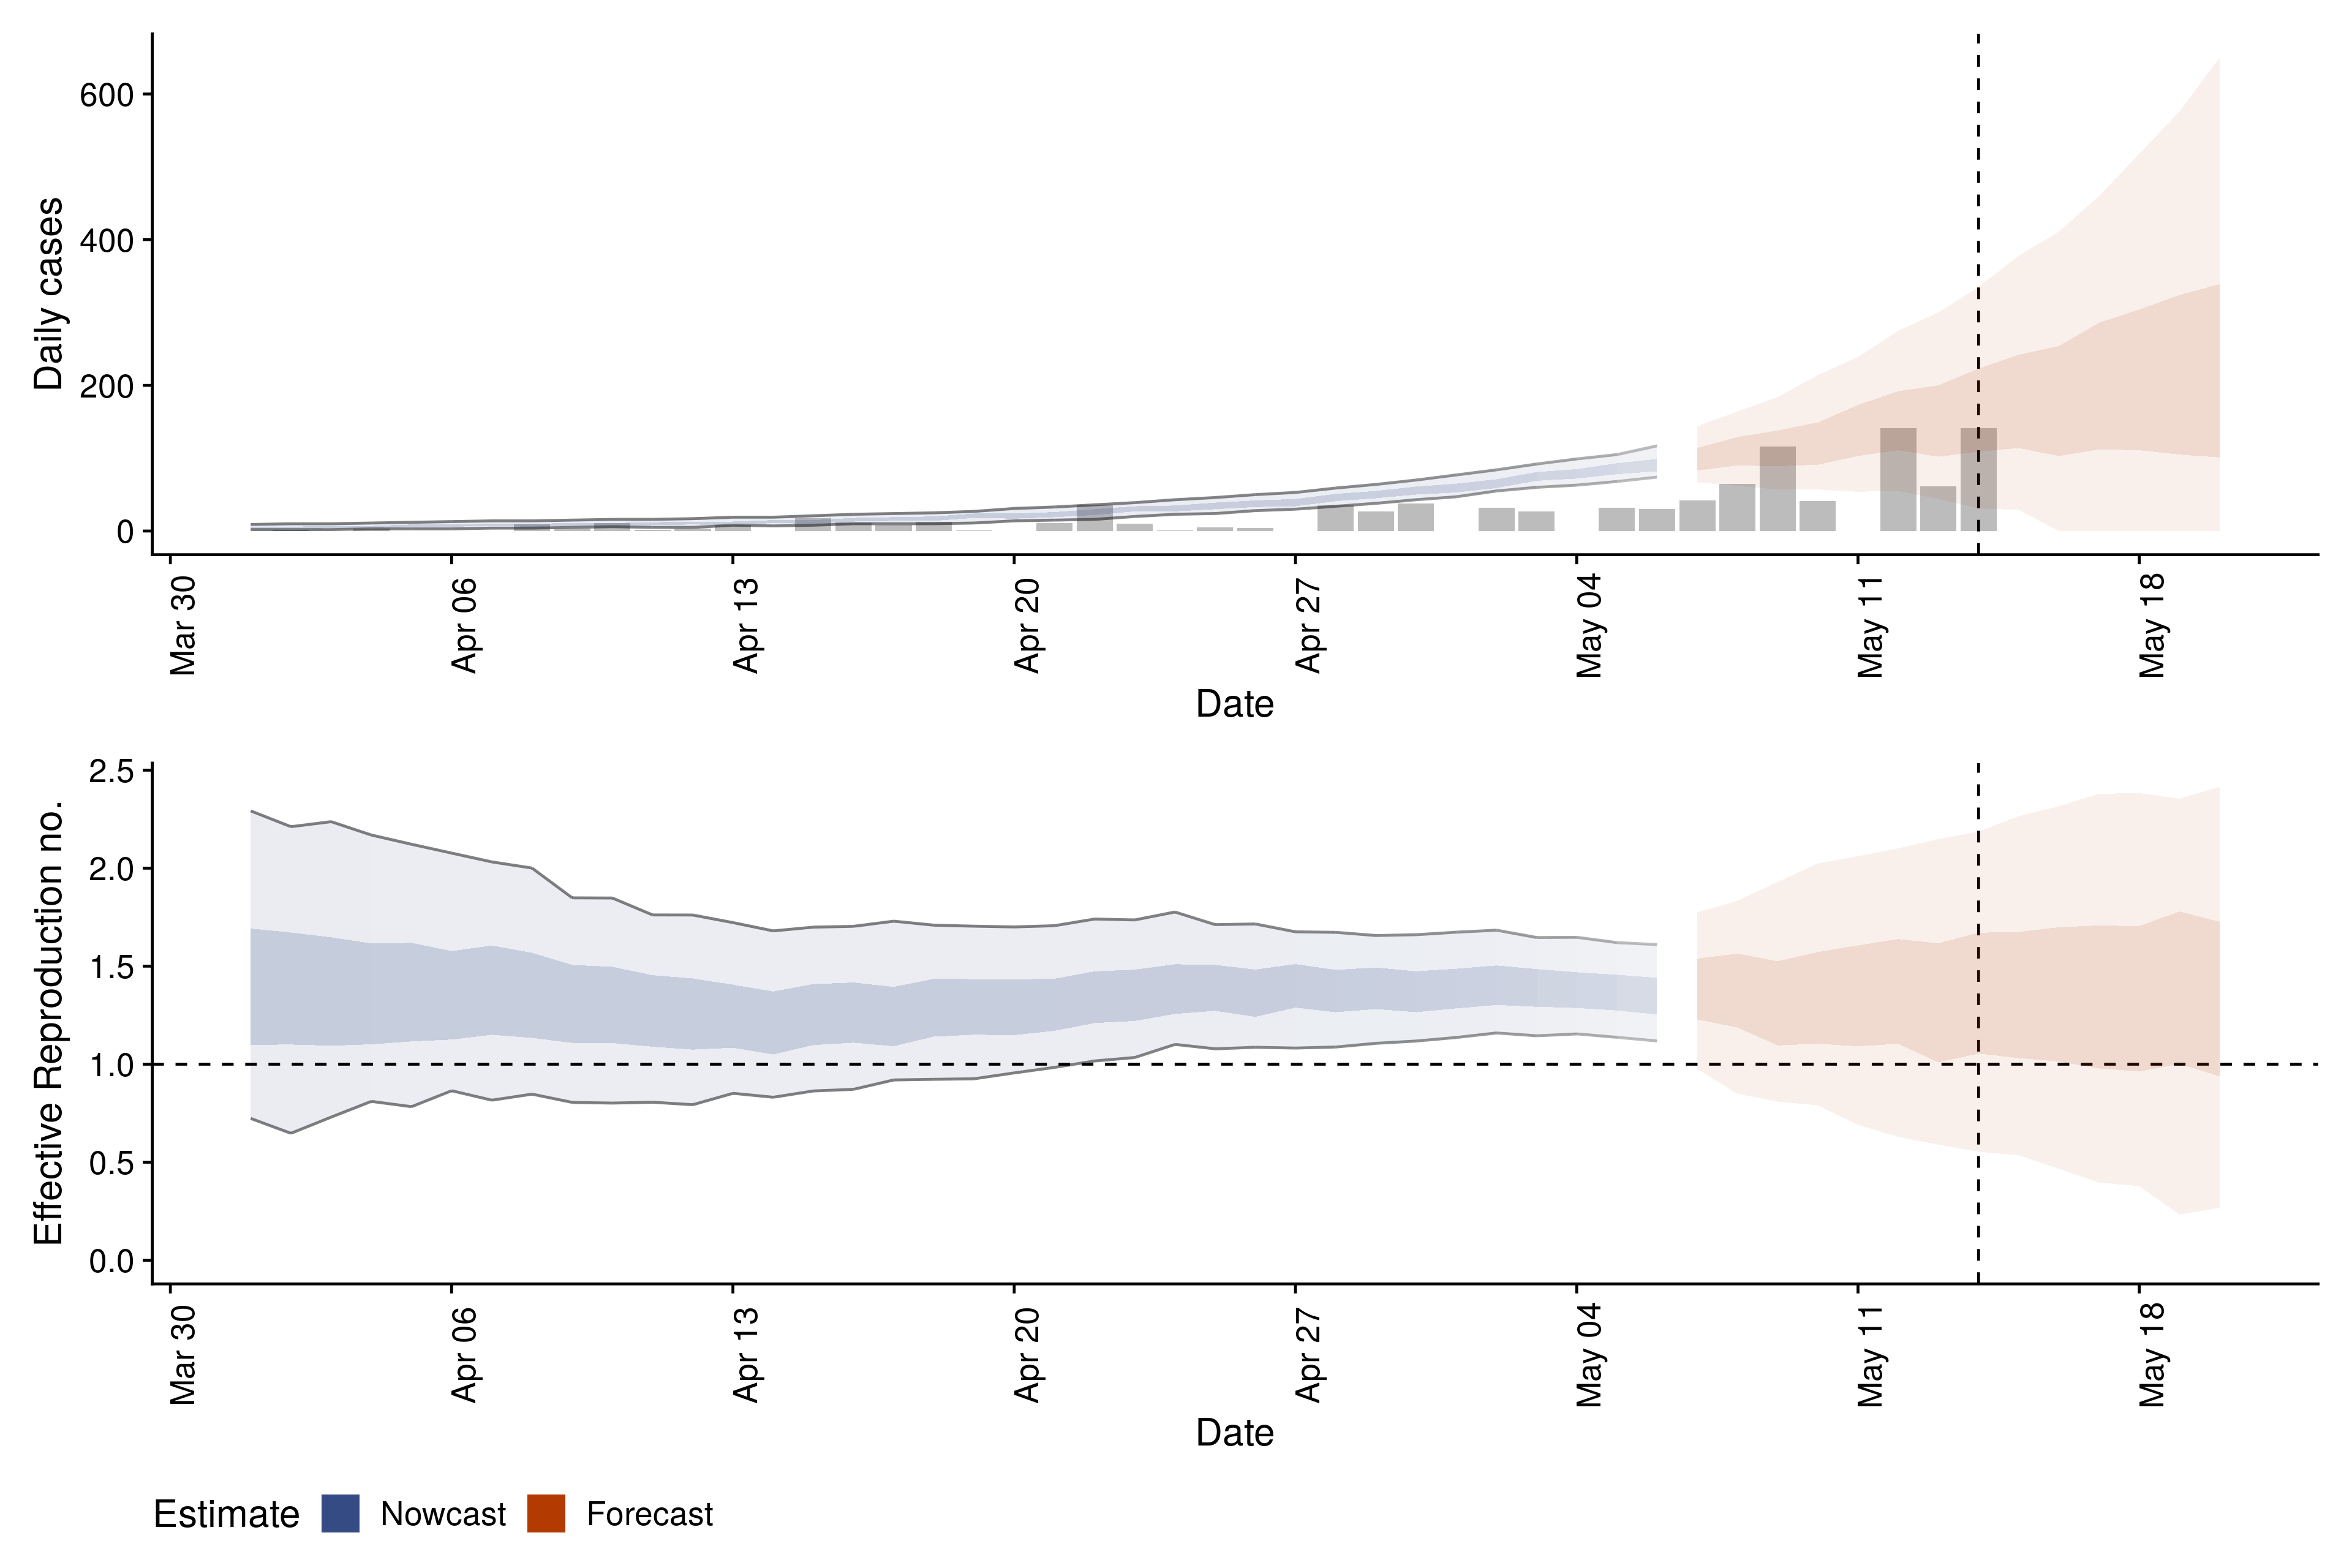 600
400
200
0
Daily cases
Mar 30
Apr 06
Apr 13
Apr 20
Apr 27
May 04
May 11
May 18
Date
2.5
2.0
1.5
1.0
0.5
0.0
Effective Reproduction no.
Mar 30
Apr 06
Apr 13
Apr 20
Apr 27
May 04
May 11
May 18
Date
Estimate Nowcast Forecast